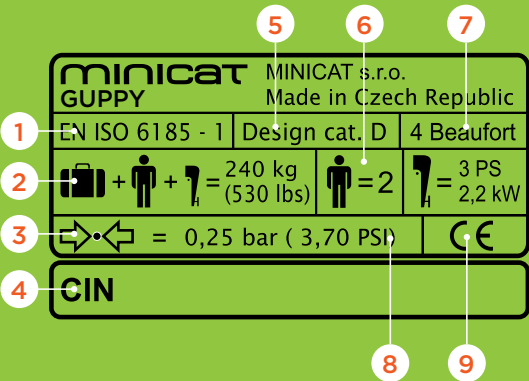 5 6 7
minicat MINICAT s.r.o.
GUPPY Made in Czech Republic
1 EN ISO 6185 - 1 Design cat. D 4 Beaufort
2 + + = 240 kg (530 lbs) = 2 = 3 PS 2,2 kW
3 = 0,25 bar ( 3,70 PSI) CE
4 CIN
8 9